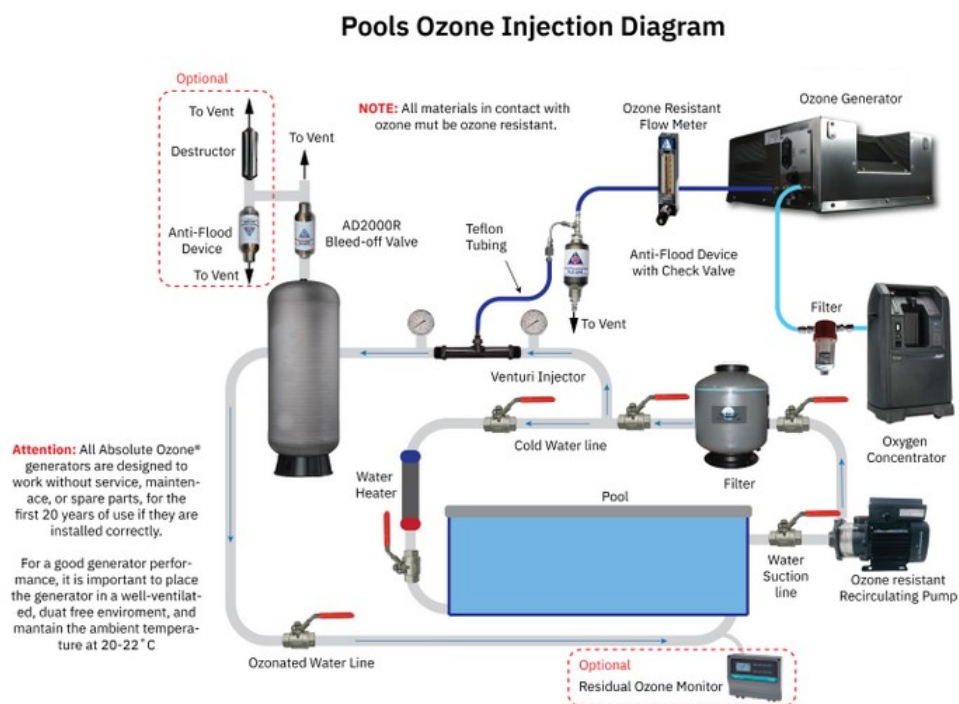 Pools Ozone Injection Diagram
Optional
To Vent
Destructor
To Vent
Anti-Flood
Device
AD2000R
Bleed-off Valve
To Vent
NOTE: All materials in contact with
ozone mut be ozone resistant.
Ozone Resistant
Flow Meter
Ozone Generator
Teflon
Tubing
Anti-Flood Device
with Check Valve
To Vent
Filter
Venturi Injector
Oxygen
Concentrator
Cold Water line
Filter
Attention: All Absolute Ozone®
generators are designed to
work without service, mainten-
ace, or spare parts, for the
first 20 years of use if they are
installed correctly.
For a good generator perfor-
mance, it is important to place
the generator in a well-ventilat-
ed, duat free enviroment, and
mantain the ambient tempera-
ture at 20-22˚C
Water
Heater
Pool
Water
Suction
line
Ozone resistant
Recirculating Pump
Ozonated Water Line
Optional
Residual Ozone Monitor